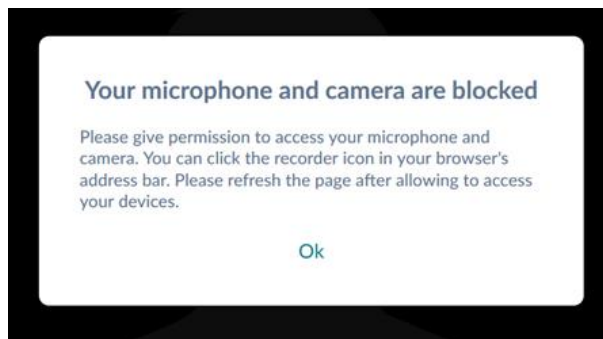 Your microphone and camera are blocked
Please give permission to access your microphone and
camera. You can click the recorder icon in your browser's
address bar. Please refresh the page after allowing to access
your devices.
Ok